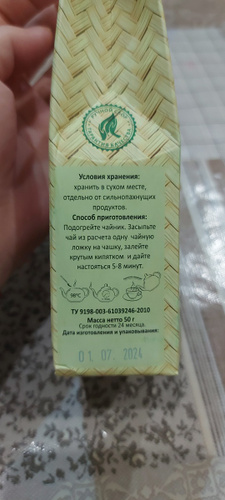 Условия хранения:
хранить в сухом месте,
отдельно от сильнопахнущих
продуктов.
Способ приготовления:
Подогрейте чайник. Засыпьте
чай из расчета одну чайную
ложку на чашку, залейте
крутым кипятком и дайте
настояться 5-8 минут.
ТУ 9198-003-61039246-2010
Масса нетто 50 г
Срок годности 24 месяца.
Дата изготовления и упаковывания:
01.07.2024